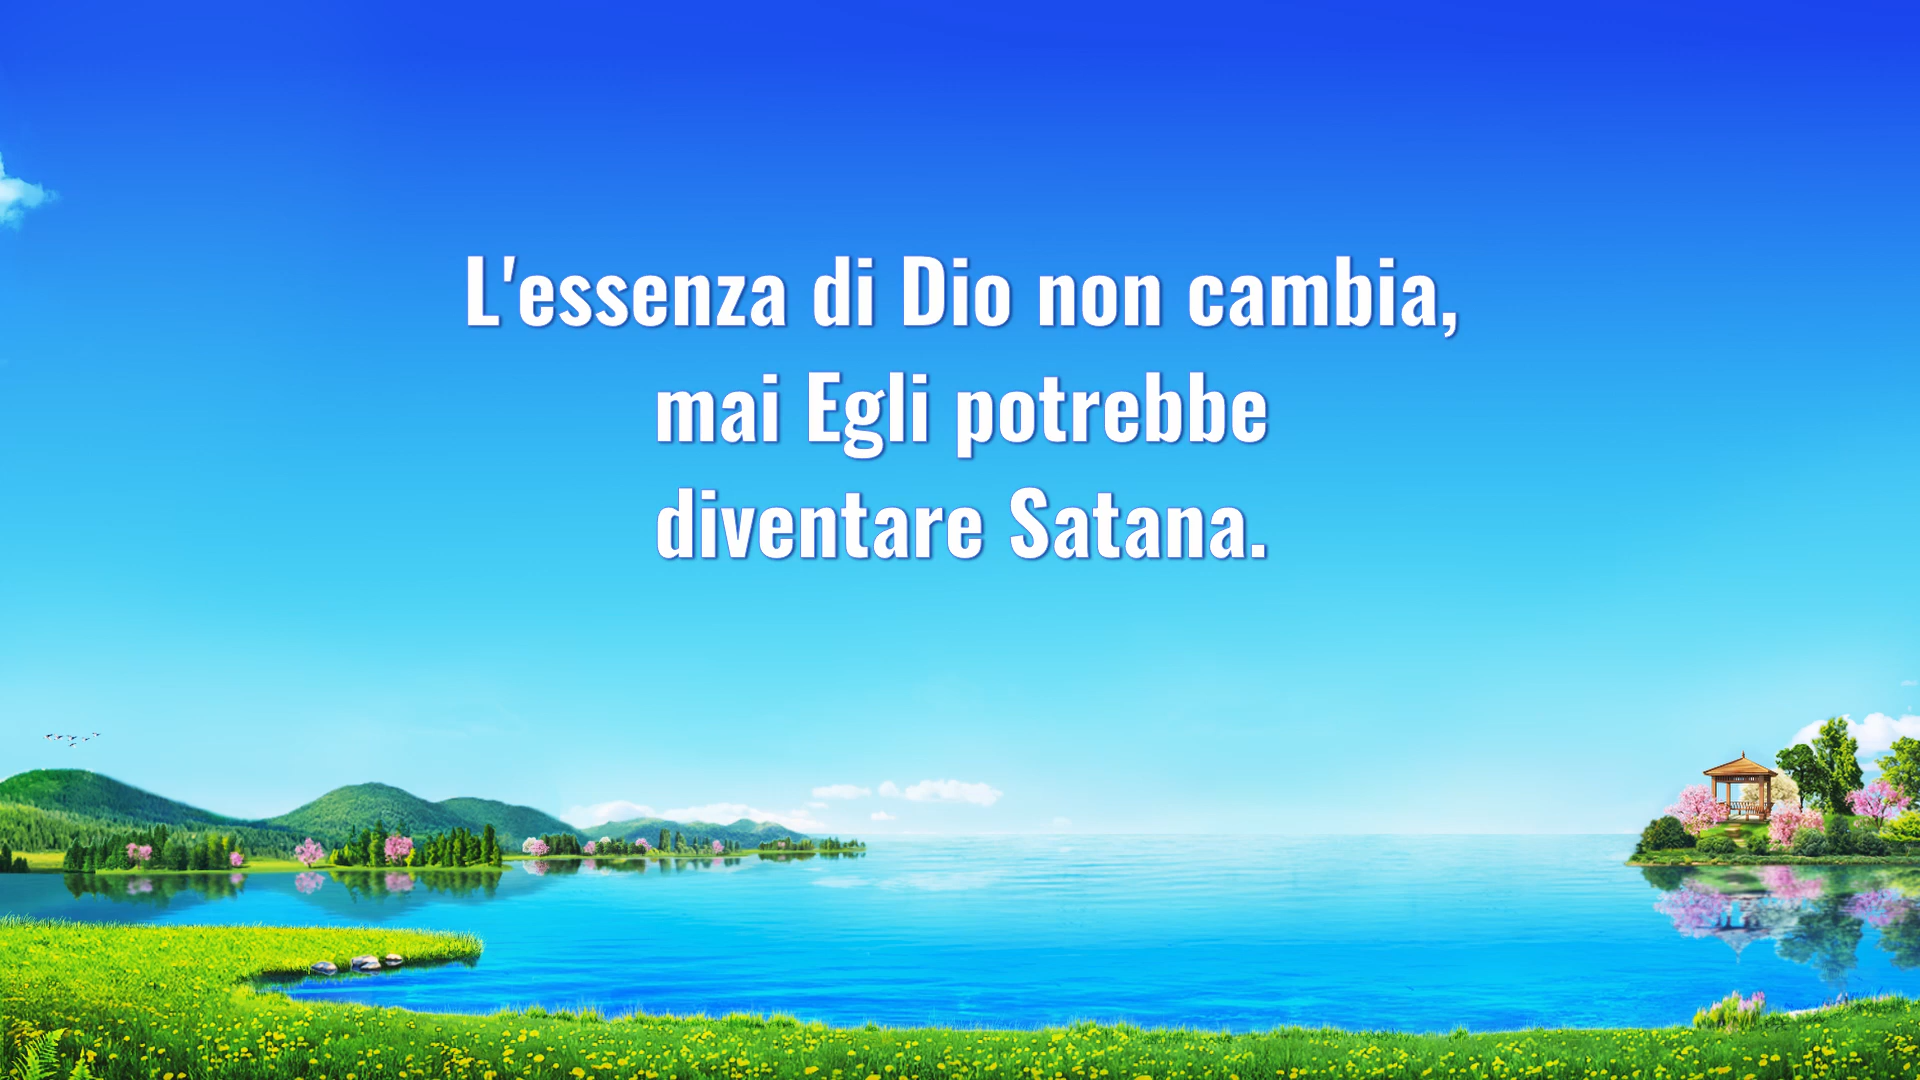 L'essenza di Dio non cambia,
mai Egli potrebbe
diventare Satana.